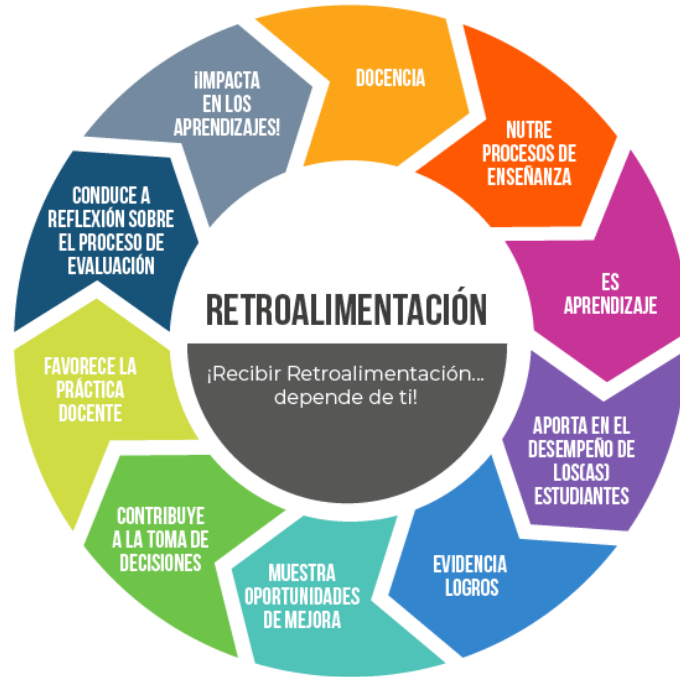 RETROALIMENTACIÓN
¡Recibir Retroalimentación...
depende de ti!
DOCENCIA
NUTRE
PROCESOS DE
ENSEÑANZA
ES
APRENDIZAJE
APORTA EN EL
DESEMPEÑO DE
LOS(AS)
ESTUDIANTES
EVIDENCIA
LOGROS
MUESTRA
OPORTUNIDADES
DE MEJORA
CONTRIBUYE
A LA TOMA DE
DECISIONES
FAVORECE LA
PRÁCTICA
DOCENTE
CONDUCE A
REFLEXIÓN SOBRE
EL PROCESO DE
EVALUACIÓN
¡IMPACTA
EN LOS
APRENDIZAJES!